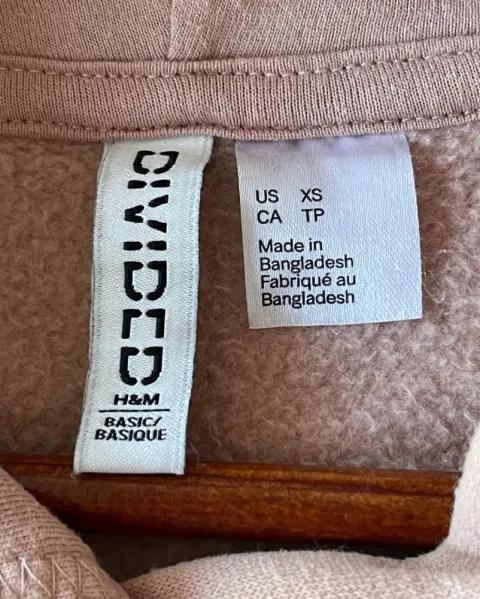 DIVIDED
H&M
BASIC/
BASIQUE
US XS
CA TP
Made in
Bangladesh
Fabriqué au
Bangladesh